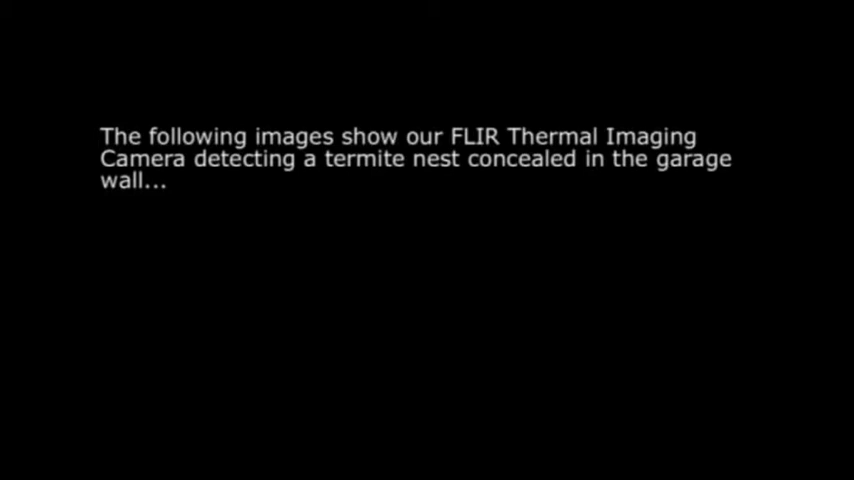 The following images show our FLIR Thermal Imaging
Camera detecting a termite nest concealed in the garage
wall...